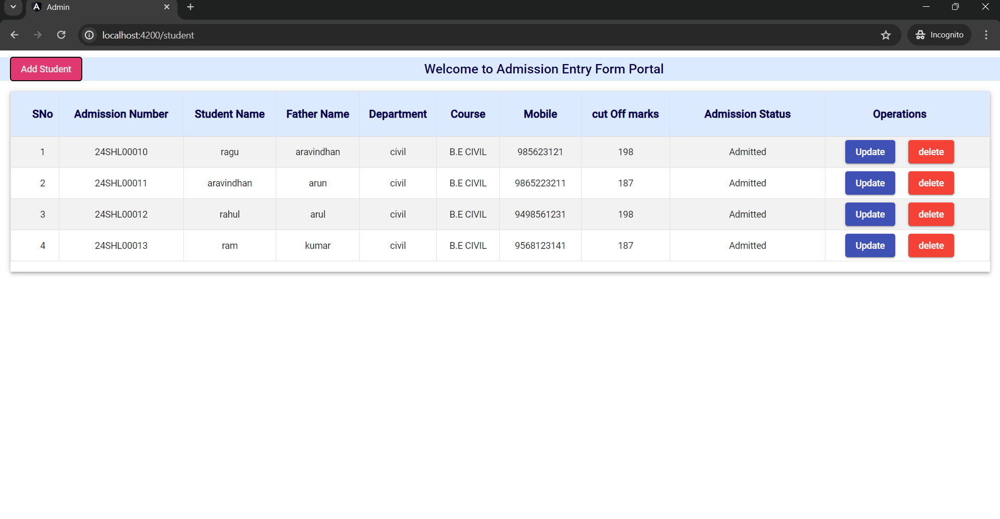 Admin
localhost:4200/student
Incognito
Add Student Welcome to Admission Entry Form Portal
SNo Admission Number Student Name Father Name Department Course Mobile cut Off marks Admission Status Operations
1 24SHL00010 ragu aravindhan civil B.E CIVIL 985623121 198 Admitted Update delete
2 24SHL00011 aravindhan arun civil B.E CIVIL 9865223211 187 Admitted Update delete
3 24SHL00012 rahul arul civil B.E CIVIL 9498561231 198 Admitted Update delete
4 24SHL00013 ram kumar civil B.E CIVIL 9568123141 187 Admitted Update delete